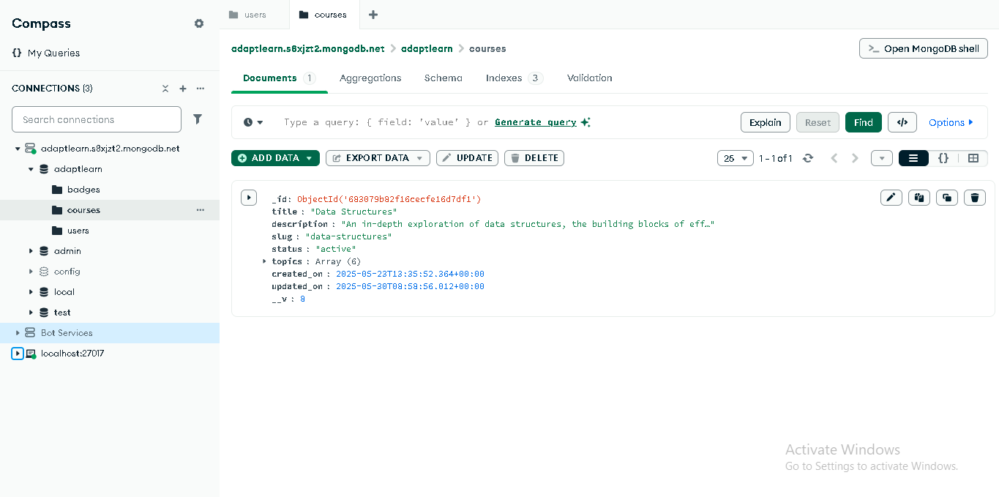 Compass
My Queries
CONNECTIONS (3)
Search connections
adaptlearn.s8xjzt2.mongodb.net
adaptlearn
badges
courses
users
admin
config
local
test
Bot Services
localhost:27017
users
courses
adaptlearn.s8xjzt2.mongodb.net > adaptlearn > courses
>_ Open MongoDB shell
Documents 1 Aggregations Schema Indexes 3 Validation
Type a query: { field: 'value' } or Generate query
Explain Reset Find </> Options
ADD DATA EXPORT DATA UPDATE DELETE
25 1 – 1 of 1 {}
_id: ObjectId('683079b82f16cecfe16d7df1')
title : "Data Structures"
description : "An in-depth exploration of data structures, the building blocks of eff…"
slug : "data-structures"
status : "active"
topics : Array (6)
created_on : 2025-05-23T13:35:52.364+00:00
updated_on : 2025-05-30T08:58:56.012+00:00
__v : 8
Activate Windows
Go to Settings to activate Windows.